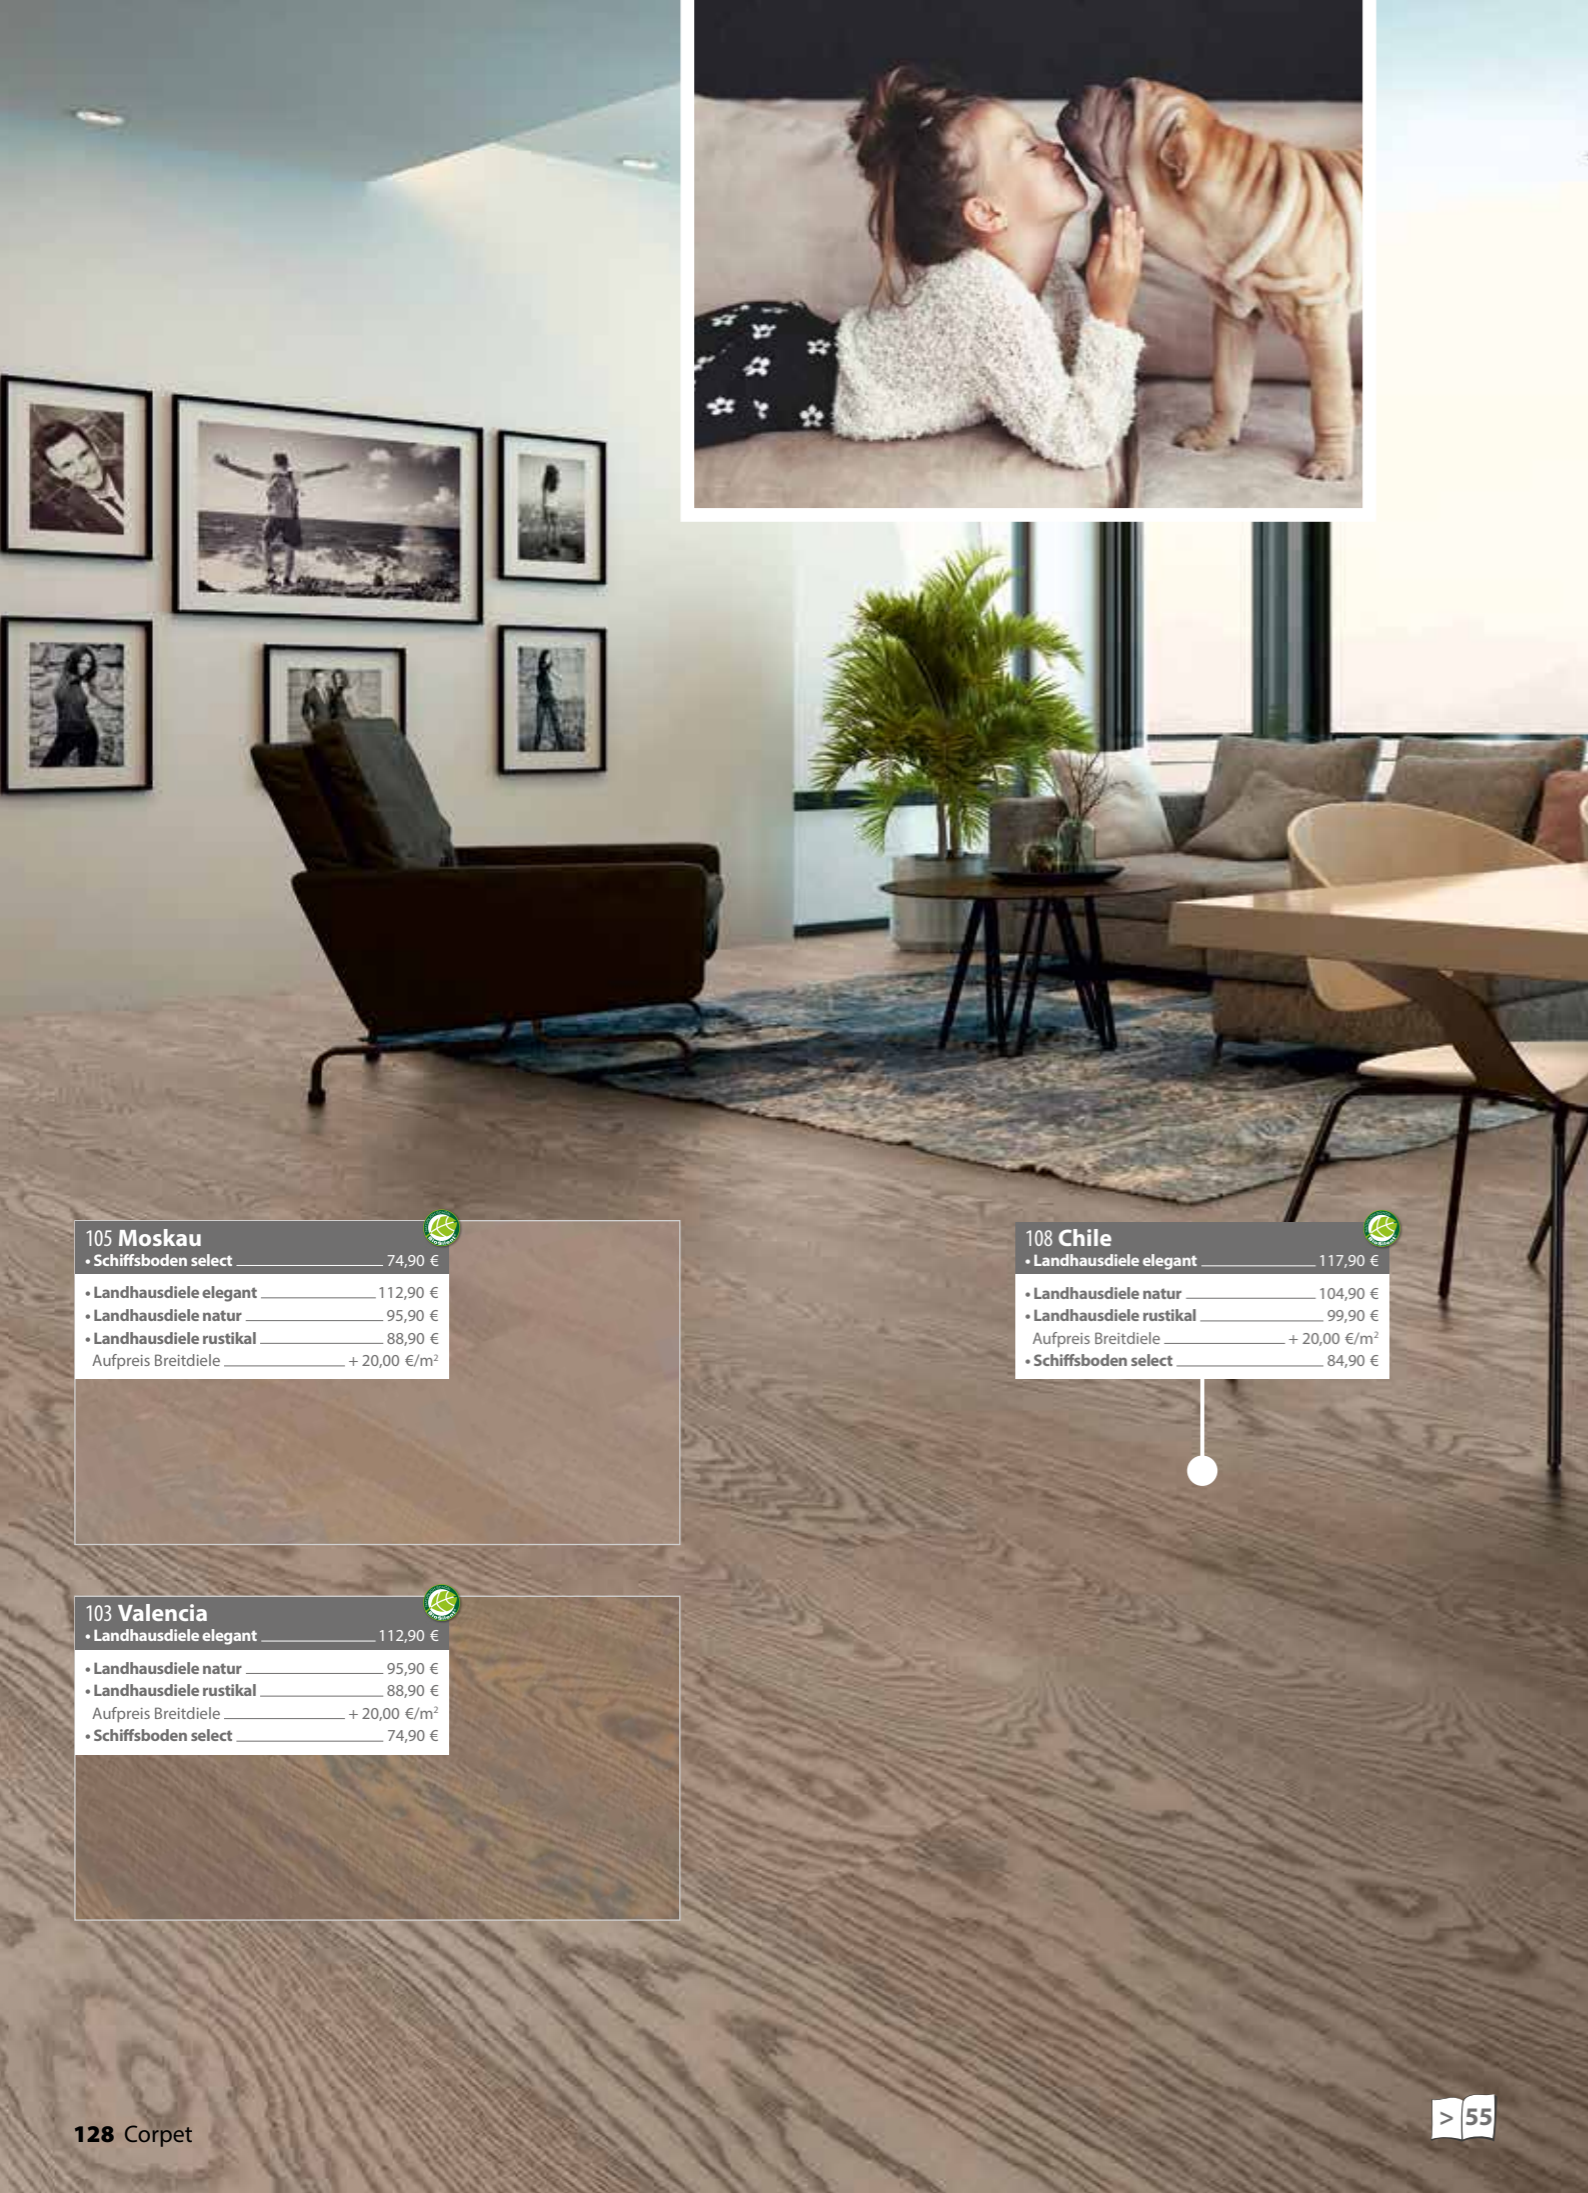 105 Moskau
• Schiffsboden select 74,90 €
• Landhausdiele elegant 112,90 €
• Landhausdiele natur 95,90 €
• Landhausdiele rustikal 88,90 €
Aufpreis Breitdiele + 20,00 €/m²
108 Chile
• Landhausdiele elegant 117,90 €
• Landhausdiele natur 104,90 €
• Landhausdiele rustikal 99,90 €
Aufpreis Breitdiele + 20,00 €/m²
• Schiffsboden select 84,90 €
103 Valencia
• Landhausdiele elegant 112,90 €
• Landhausdiele natur 95,90 €
• Landhausdiele rustikal 88,90 €
Aufpreis Breitdiele + 20,00 €/m²
• Schiffsboden select 74,90 €
128 Corpet
> 55